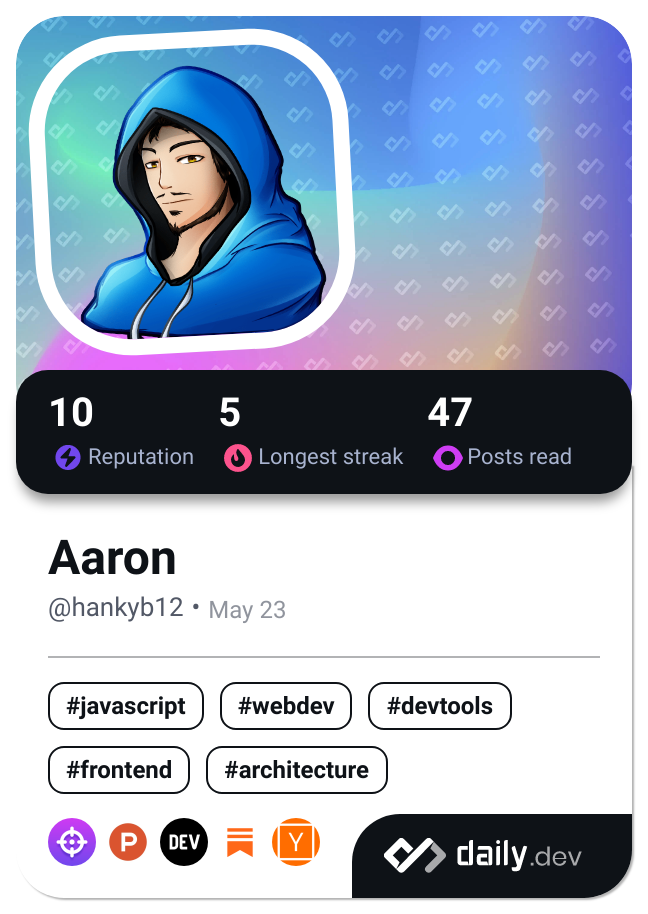 10 5 47
Reputation Longest streak Posts read
Aaron
@hankyb12 • May 23
#javascript #webdev #devtools
#frontend #architecture
P DEV Y daily.dev